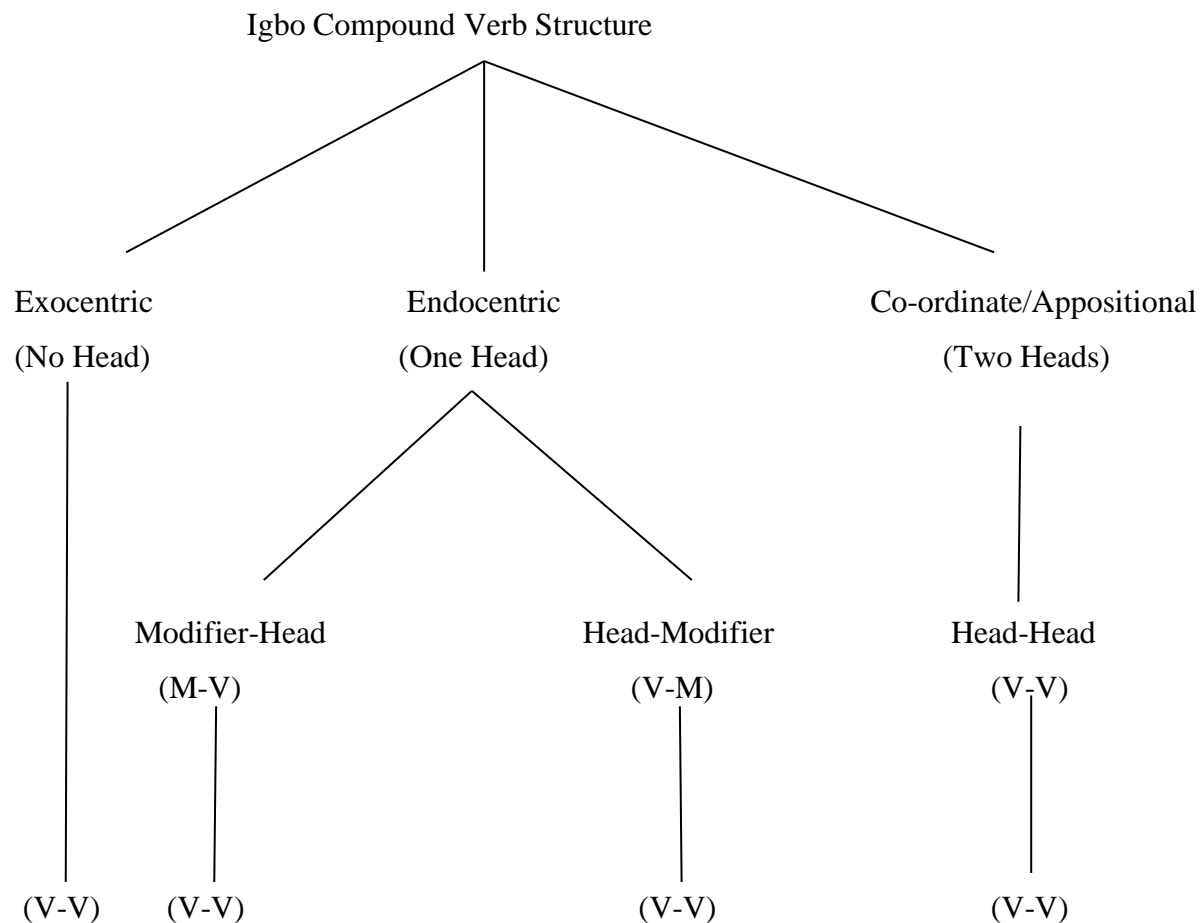 Igbo Compound Verb Structure
Exocentric
(No Head)
Endocentric
(One Head)
Co-ordinate/Appositional
(Two Heads)
Modifier-Head
(M-V)
Head-Modifier
(V-M)
Head-Head
(V-V)
(V-V)
(V-V)
(V-V)
(V-V)